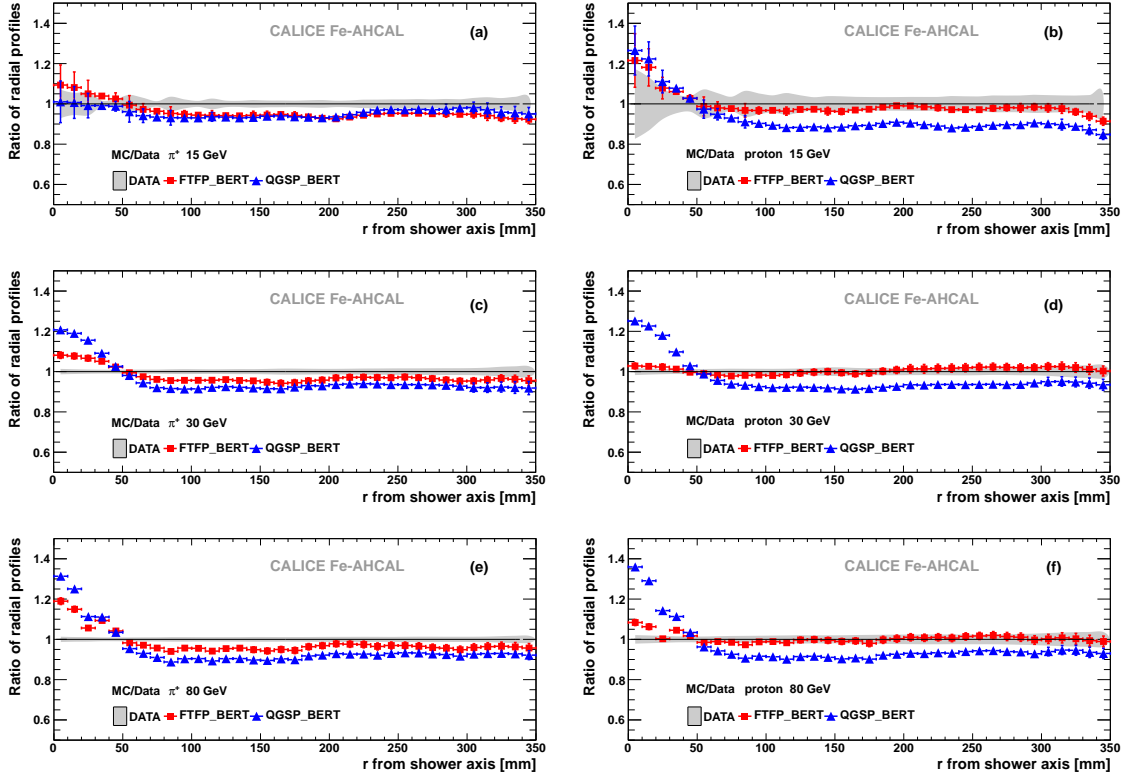 Ratio of radial profiles
1.4
1.2
1
0.8
0.6
CALICE Fe-AHCAL
(a)
MC/Data π+ 15 GeV
DATA FTFP_BERT QGSP_BERT
0 50 100 150 200 250 300 350
r from shower axis [mm]
Ratio of radial profiles
1.4
1.2
1
0.8
0.6
CALICE Fe-AHCAL
(b)
MC/Data proton 15 GeV
DATA FTFP_BERT QGSP_BERT
0 50 100 150 200 250 300 350
r from shower axis [mm]
Ratio of radial profiles
1.4
1.2
1
0.8
0.6
CALICE Fe-AHCAL
(c)
MC/Data π+ 30 GeV
DATA FTFP_BERT QGSP_BERT
0 50 100 150 200 250 300 350
r from shower axis [mm]
Ratio of radial profiles
1.4
1.2
1
0.8
0.6
CALICE Fe-AHCAL
(d)
MC/Data proton 30 GeV
DATA FTFP_BERT QGSP_BERT
0 50 100 150 200 250 300 350
r from shower axis [mm]
Ratio of radial profiles
1.4
1.2
1
0.8
0.6
CALICE Fe-AHCAL
(e)
MC/Data π+ 80 GeV
DATA FTFP_BERT QGSP_BERT
0 50 100 150 200 250 300 350
r from shower axis [mm]
Ratio of radial profiles
1.4
1.2
1
0.8
0.6
CALICE Fe-AHCAL
(f)
MC/Data proton 80 GeV
DATA FTFP_BERT QGSP_BERT
0 50 100 150 200 250 300 350
r from shower axis [mm]